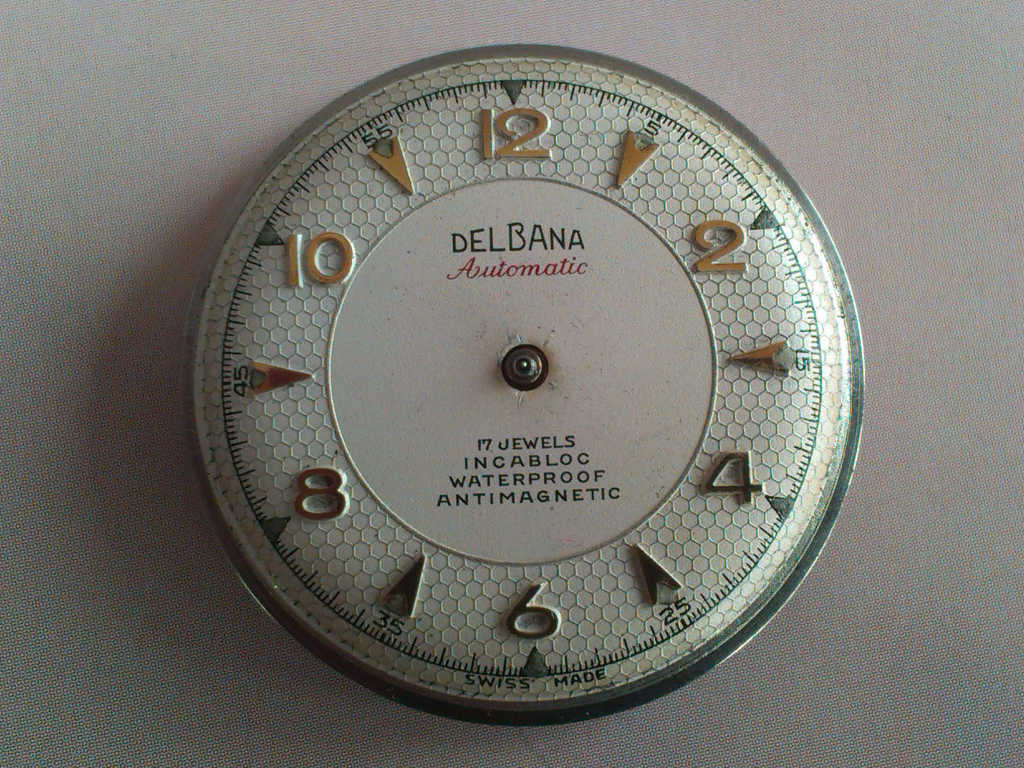 55
12
5
10
2
DELBANA
Automatic
45
15
8
4
17 JEWELS
INCABLOC
WATERPROOF
ANTIMAGNETIC
35
6
25
SWISS MADE